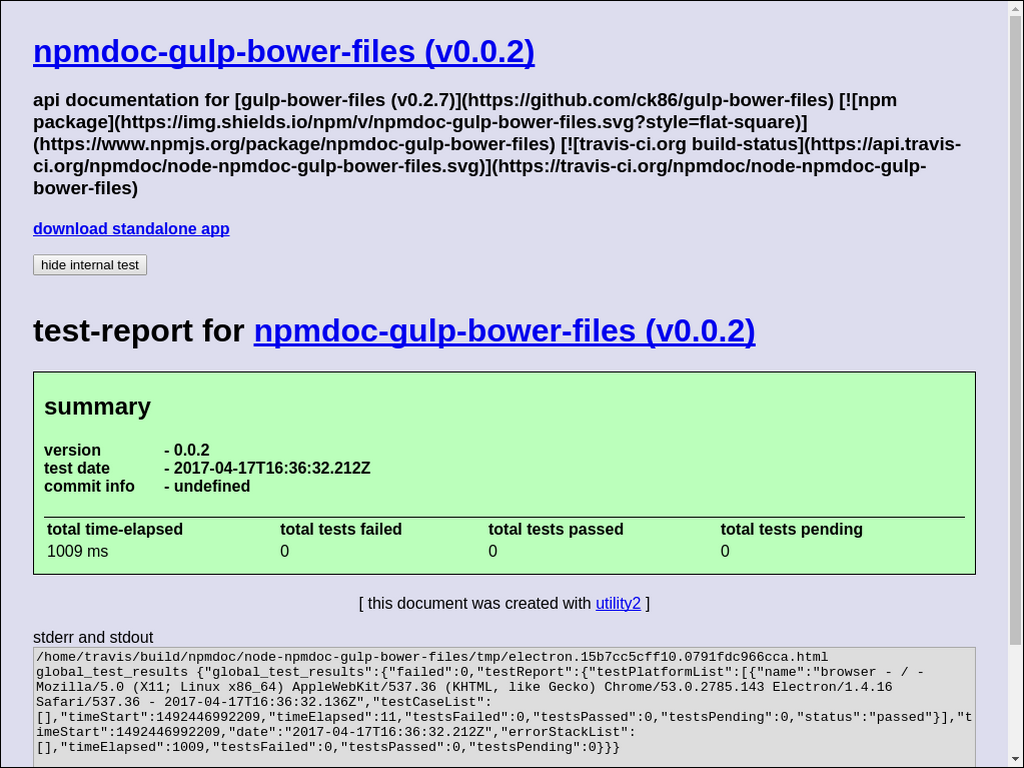 npmdoc-gulp-bower-files (v0.0.2)
api documentation for [gulp-bower-files (v0.2.7)](https://github.com/ck86/gulp-bower-files) [![npm
package](https://img.shields.io/npm/v/npmdoc-gulp-bower-files.svg?style=flat-square)]
(https://www.npmjs.org/package/npmdoc-gulp-bower-files) [![travis-ci.org build-status](https://api.travis-
ci.org/npmdoc/node-npmdoc-gulp-bower-files.svg)](https://travis-ci.org/npmdoc/node-npmdoc-gulp-
bower-files)
download standalone app
hide internal test
test-report for npmdoc-gulp-bower-files (v0.0.2)
summary
version - 0.0.2
test date - 2017-04-17T16:36:32.212Z
commit info - undefined
total time-elapsed total tests failed total tests passed total tests pending
1009 ms 0 0 0
[ this document was created with utility2 ]
stderr and stdout
/home/travis/build/npmdoc/node-npmdoc-gulp-bower-files/tmp/electron.15b7cc5cff10.0791fdc966cca.html
global_test_results {"global_test_results":{"failed":0,"testReport":{"testPlatformList":[{"name":"browser - / -
Mozilla/5.0 (X11; Linux x86_64) AppleWebKit/537.36 (KHTML, like Gecko) Chrome/53.0.2785.143 Electron/1.4.16
Safari/537.36 - 2017-04-17T16:36:32.136Z","testCaseList":
[],"timeStart":1492446992209,"timeElapsed":11,"testsFailed":0,"testsPassed":0,"testsPending":0,"status":"passed"}],"t
imeStart":1492446992209,"date":"2017-04-17T16:36:32.212Z","errorStackList":
[],"timeElapsed":1009,"testsFailed":0,"testsPassed":0,"testsPending":0}}}